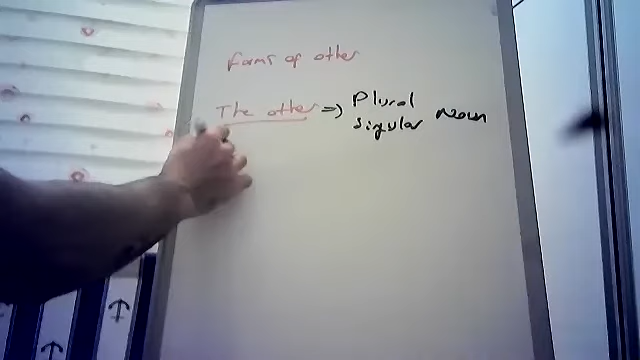 forms of other
The other => Plural
singular Noun